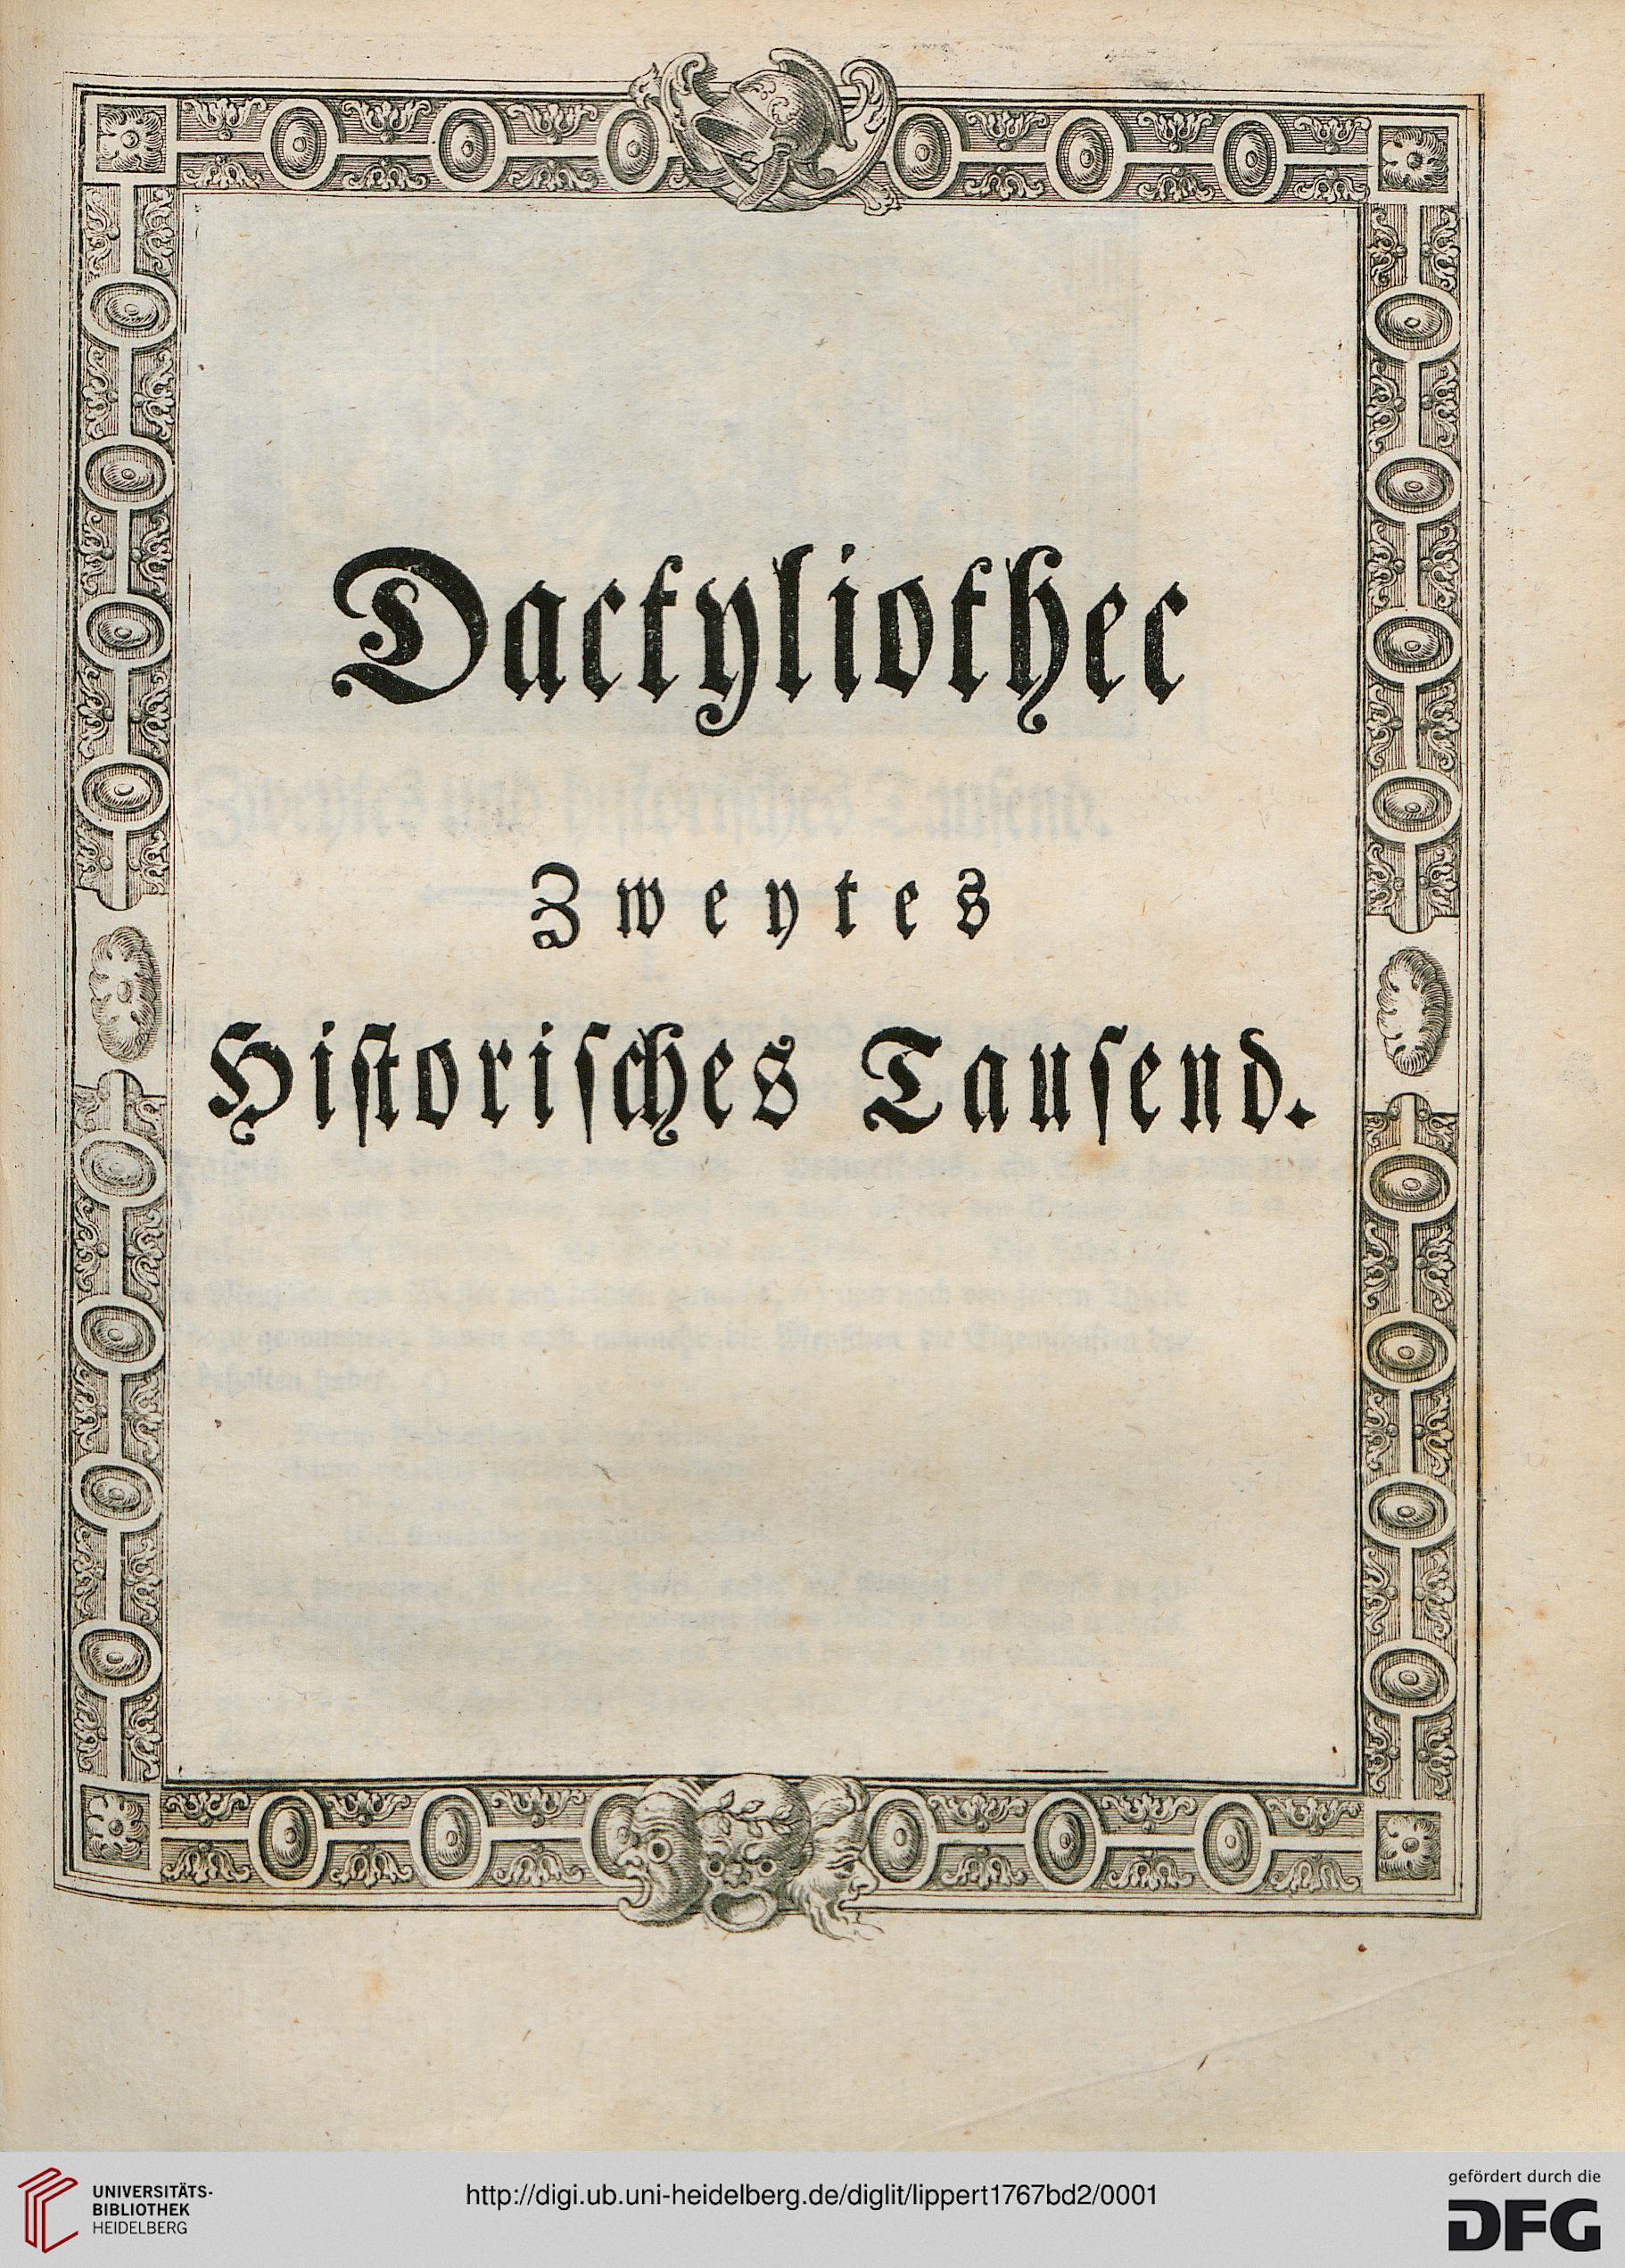 Dactyliothec
Zweytes
Hiſtoriſches Tauſend.
UNIVERSITÄTS-
BIBLIOTHEK
HEIDELBERG
http://digi.ub.uni-heidelberg.de/diglit/lippert1767bd2/0001
gefördert durch die
DFG